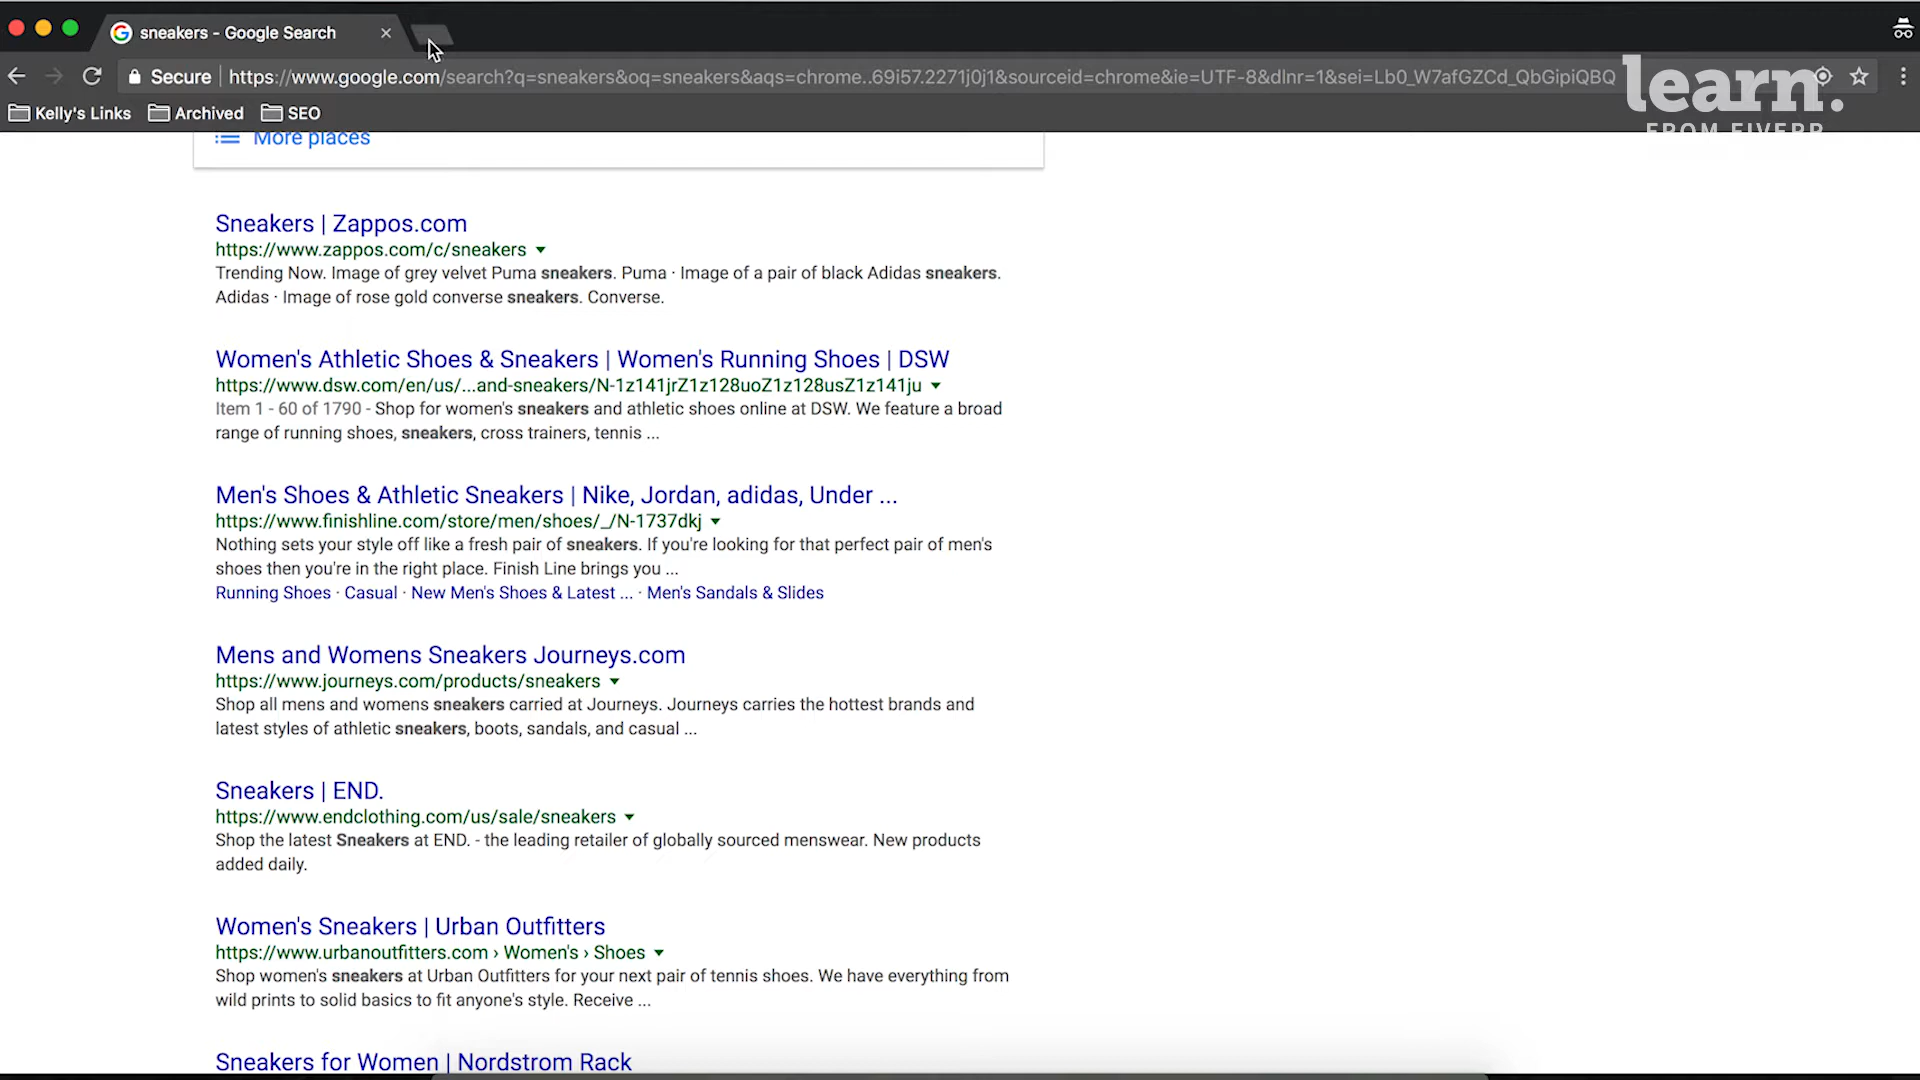 sneakers - Google Search
Secure https://www.google.com/search?q=sneakers&oq=sneakers&aqs=chrome..69i57.2271j0j1&sourceid=chrome&ie=UTF-8&dlnr=1&sei=Lb0_W7afGZCd_QbGipiQBQ
learn.
FROM FIVERR
Kelly's Links Archived SEO
More places
Sneakers | Zappos.com
https://www.zappos.com/c/sneakers
Trending Now. Image of grey velvet Puma sneakers. Puma · Image of a pair of black Adidas sneakers.
Adidas · Image of rose gold converse sneakers. Converse.
Women's Athletic Shoes & Sneakers | Women's Running Shoes | DSW
https://www.dsw.com/en/us/...and-sneakers/N-1z141jrZ1z128uoZ1z128usZ1z141ju
Item 1 - 60 of 1790 - Shop for women's sneakers and athletic shoes online at DSW. We feature a broad
range of running shoes, sneakers, cross trainers, tennis ...
Men's Shoes & Athletic Sneakers | Nike, Jordan, adidas, Under ...
https://www.finishline.com/store/men/shoes/_/N-1737dkj
Nothing sets your style off like a fresh pair of sneakers. If you're looking for that perfect pair of men's
shoes then you're in the right place. Finish Line brings you ...
Running Shoes · Casual · New Men's Shoes & Latest ... · Men's Sandals & Slides
Mens and Womens Sneakers Journeys.com
https://www.journeys.com/products/sneakers
Shop all mens and womens sneakers carried at Journeys. Journeys carries the hottest brands and
latest styles of athletic sneakers, boots, sandals, and casual ...
Sneakers | END.
https://www.endclothing.com/us/sale/sneakers
Shop the latest Sneakers at END. - the leading retailer of globally sourced menswear. New products
added daily.
Women's Sneakers | Urban Outfitters
https://www.urbanoutfitters.com › Women's › Shoes
Shop women's sneakers at Urban Outfitters for your next pair of tennis shoes. We have everything from
wild prints to solid basics to fit anyone's style. Receive ...
Sneakers for Women | Nordstrom Rack